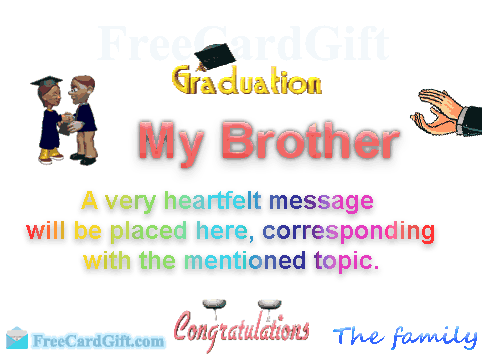 FreeCardGift
Graduation
My Brother
A very heartfelt message
will be placed here, corresponding
with the mentioned topic.
FreeCardGift.com
Congratulations
The family